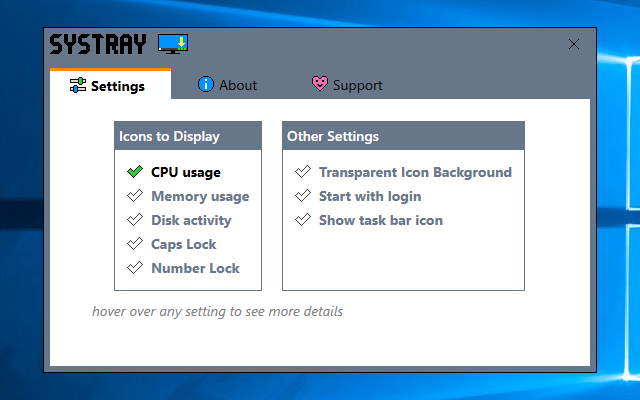 SYSTRAY
Settings
About
Support
Icons to Display
CPU usage
Memory usage
Disk activity
Caps Lock
Number Lock
Other Settings
Transparent Icon Background
Start with login
Show task bar icon
hover over any setting to see more details